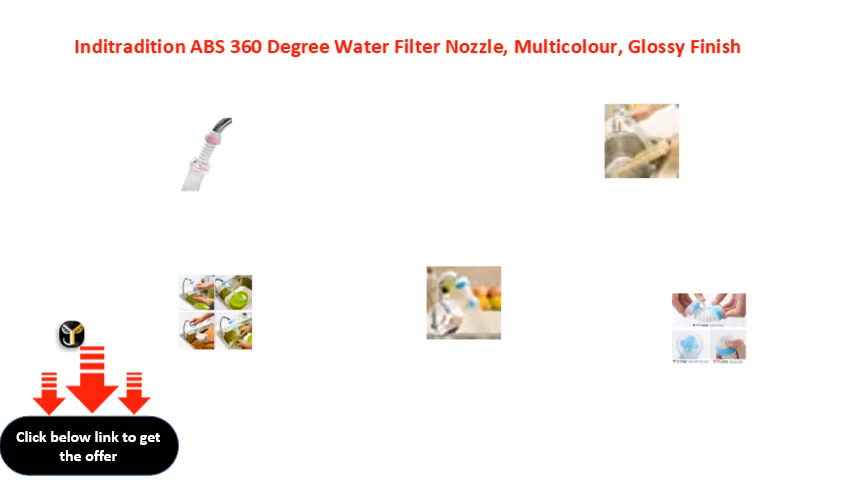 Inditradition ABS 360 Degree Water Filter Nozzle, Multicolour, Glossy Finish
Click below link to get
the offer